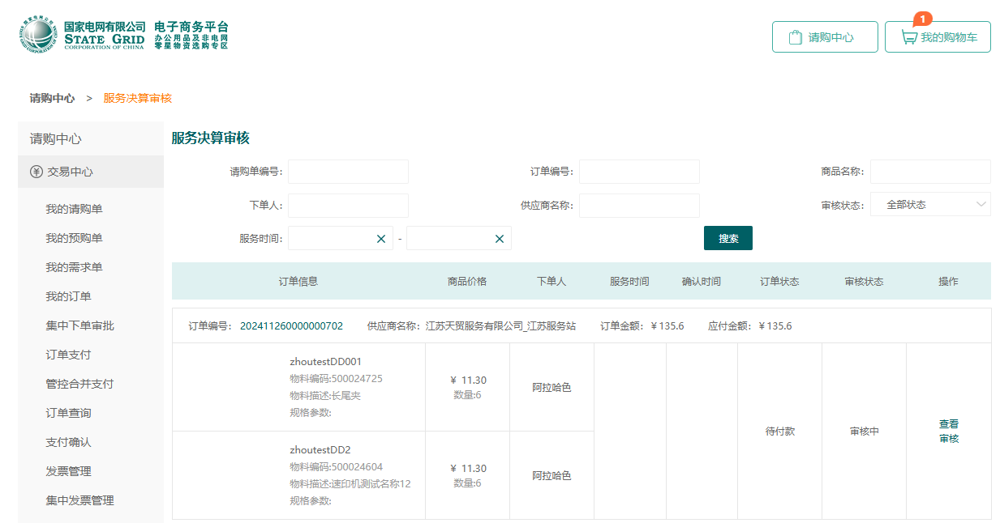 国家电网有限公司
STATE GRID
CORPORATION OF CHINA
电子商务平台
办公用品及非电网
零星物资选购专区
请购中心
1
我的购物车
请购中心 > 服务决算审核
请购中心
交易中心
我的请购单
我的预购单
我的需求单
我的订单
集中下单审批
订单支付
管控合并支付
订单查询
支付确认
发票管理
集中发票管理
服务决算审核
请购单编号: 订单编号: 商品名称:
下单人: 供应商名称: 审核状态: 全部状态
服务时间: - 搜索
订单信息 商品价格 下单人 服务时间 确认时间 订单状态 审核状态 操作
订单编号: 202411260000000702 供应商名称: 江苏天贸服务有限公司_江苏服务站 订单金额: ¥135.6 应付金额: ¥135.6
zhoutestDD001
物料编码:500024725
物料描述:长尾夹
规格参数:
¥ 11.30
数量:6
阿拉哈色
zhoutestDD2
物料编码:500024604
物料描述:速印机测试名称12
规格参数:
¥ 11.30
数量:6
阿拉哈色
待付款
审核中
查看
审核